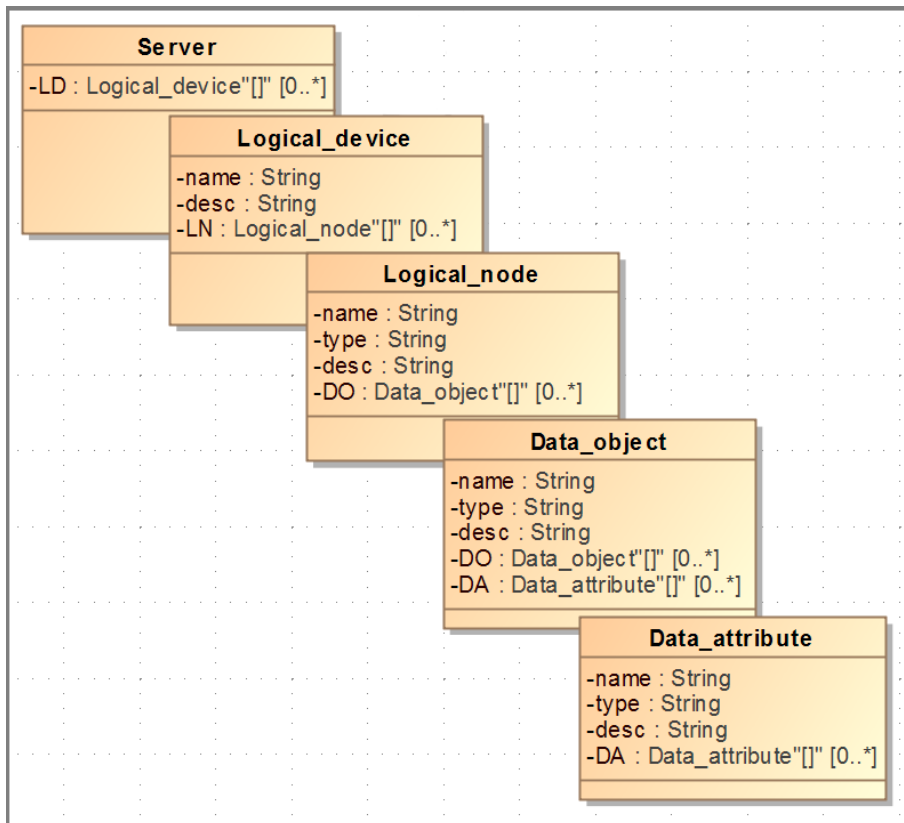 Server
-LD : Logical_device"[]" [0..*]
Logical_device
-name : String
-desc : String
-LN : Logical_node"[]" [0..*]
Logical_node
-name : String
-type : String
-desc : String
-DO : Data_object"[]" [0..*]
Data_object
-name : String
-type : String
-desc : String
-DO : Data_object"[]" [0..*]
-DA : Data_attribute"[]" [0..*]
Data_attribute
-name : String
-type : String
-desc : String
-DA : Data_attribute"[]" [0..*]